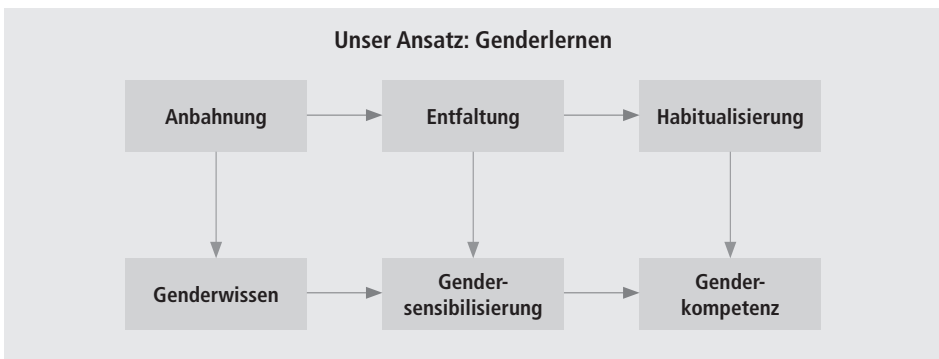 Unser Ansatz: Genderlernen
Anbahnung
Entfaltung
Habitualisierung
Genderwissen
Gender-
sensibilisierung
Gender-
kompetenz